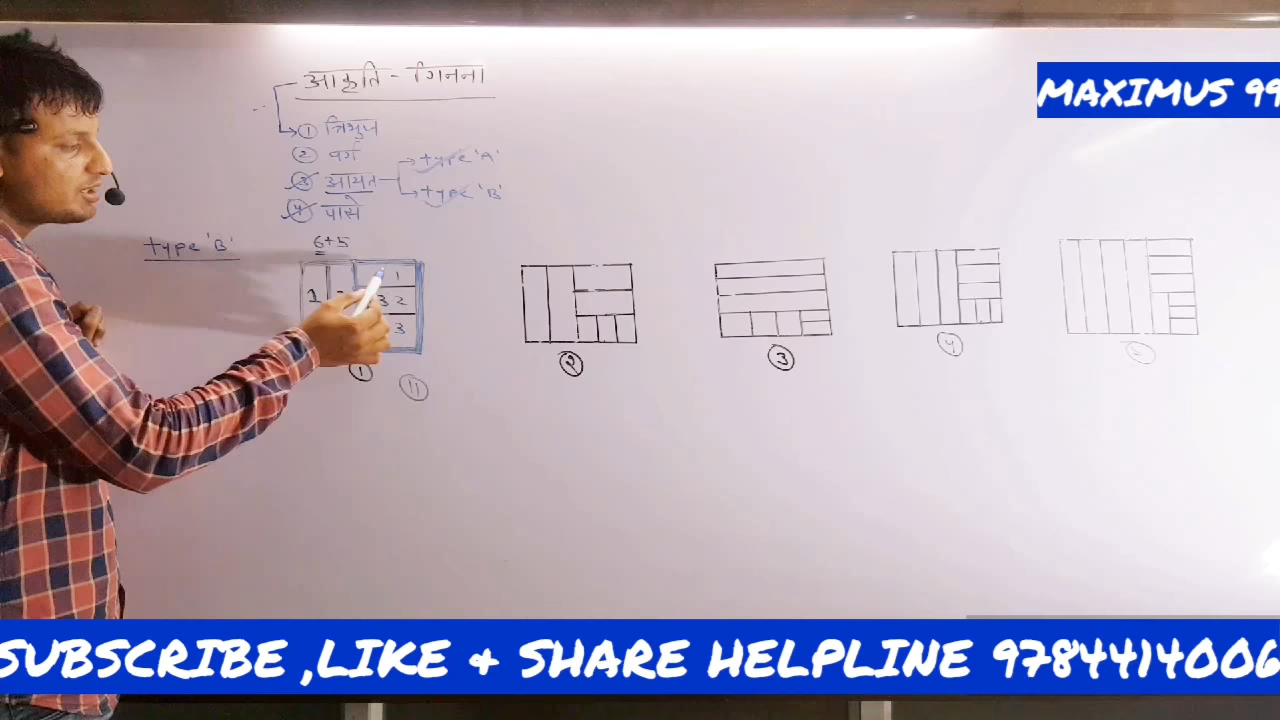 MAXIMUS 99
आकृति - गिनना
① त्रिभुज
② वर्ग
③ आयत → type 'A'
→ type 'B'
④ पासे
type 'B'
6+5
1 1
3 2
3
① ② ③ ④
11
SUBSCRIBE ,LIKE & SHARE HELPLINE 9784414006